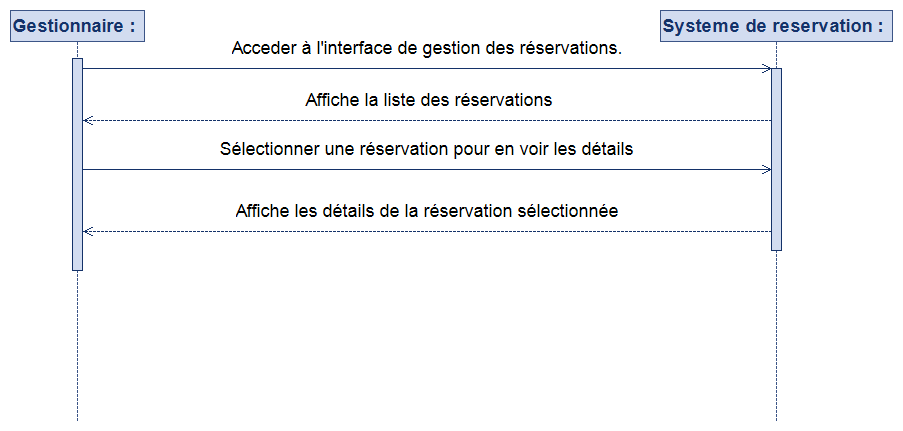 Gestionnaire :
Systeme de reservation :
Acceder à l'interface de gestion des réservations.
Affiche la liste des réservations
Sélectionner une réservation pour en voir les détails
Affiche les détails de la réservation sélectionnée